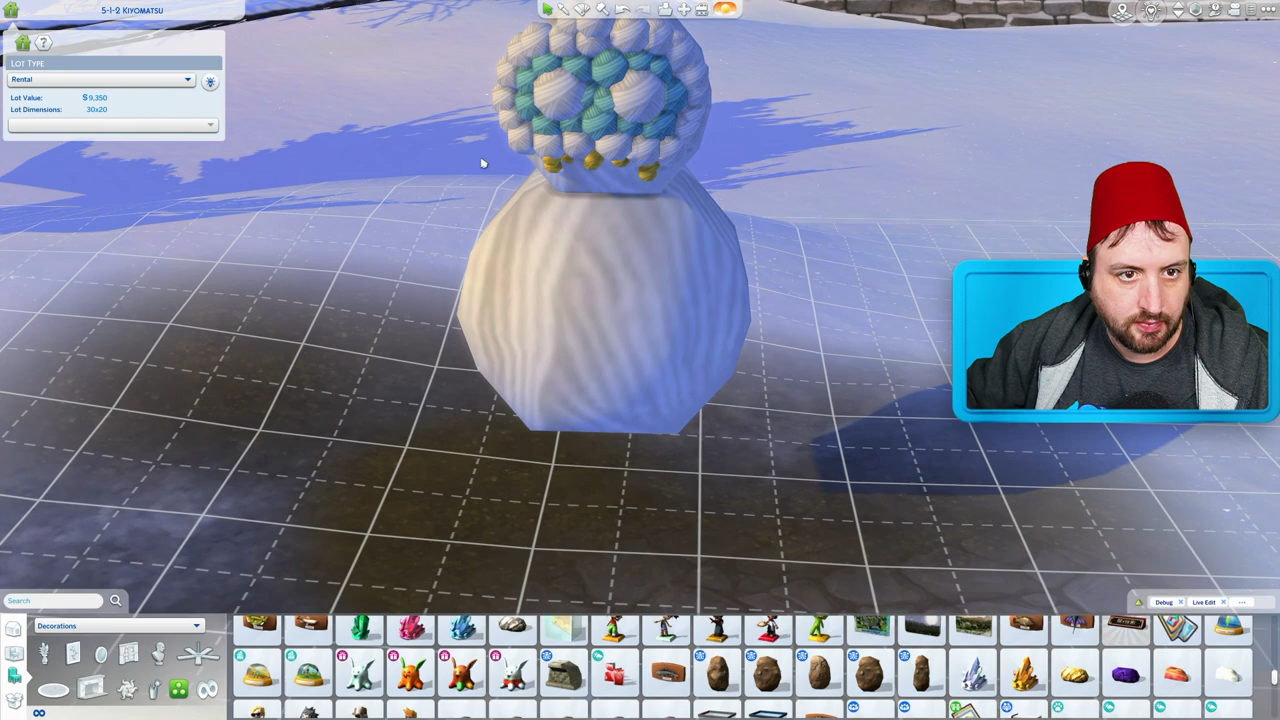 5-1-2 Kiyomatsu
Lot Type
Rental
Lot Value: $9,350
Lot Dimensions: 30x20
Search
Debug
Live Edit
Decorations